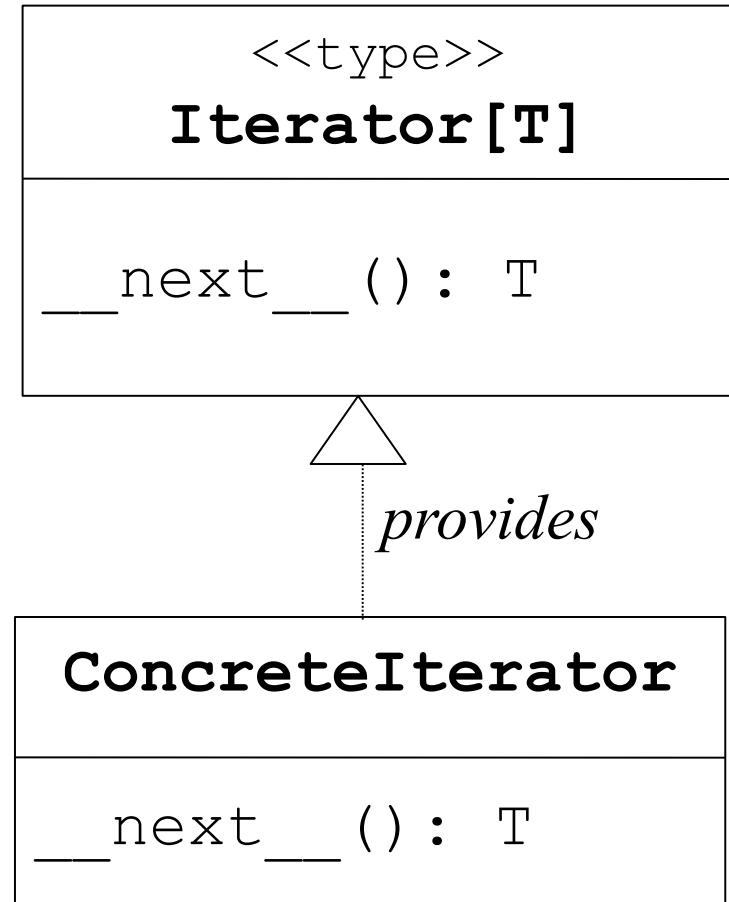 <<type>>
Iterator[T]
__next__(): T
provides
ConcreteIterator
__next__(): T